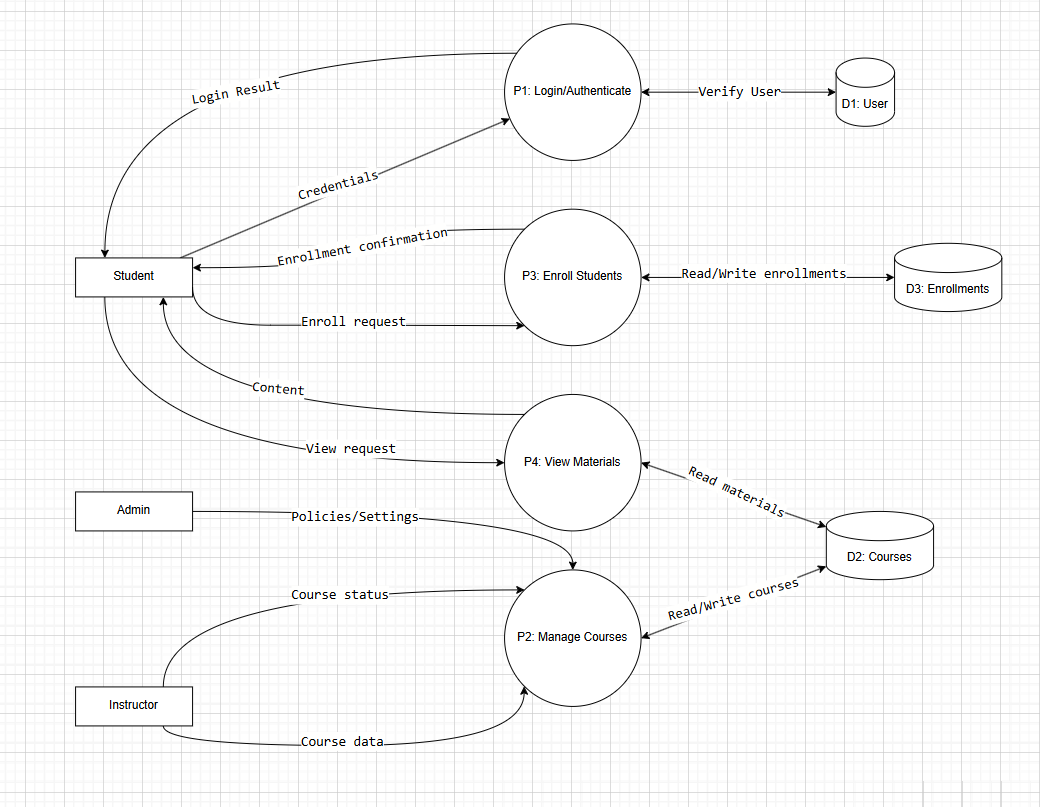 P1: Login/Authenticate
Login Result
Verify User
D1: User
Credentials
Enrollment confirmation
Student
P3: Enroll Students
Read/Write enrollments
D3: Enrollments
Enroll request
Content
View request
P4: View Materials
Read materials
Admin
Policies/Settings
D2: Courses
Course status
Read/Write courses
P2: Manage Courses
Instructor
Course data